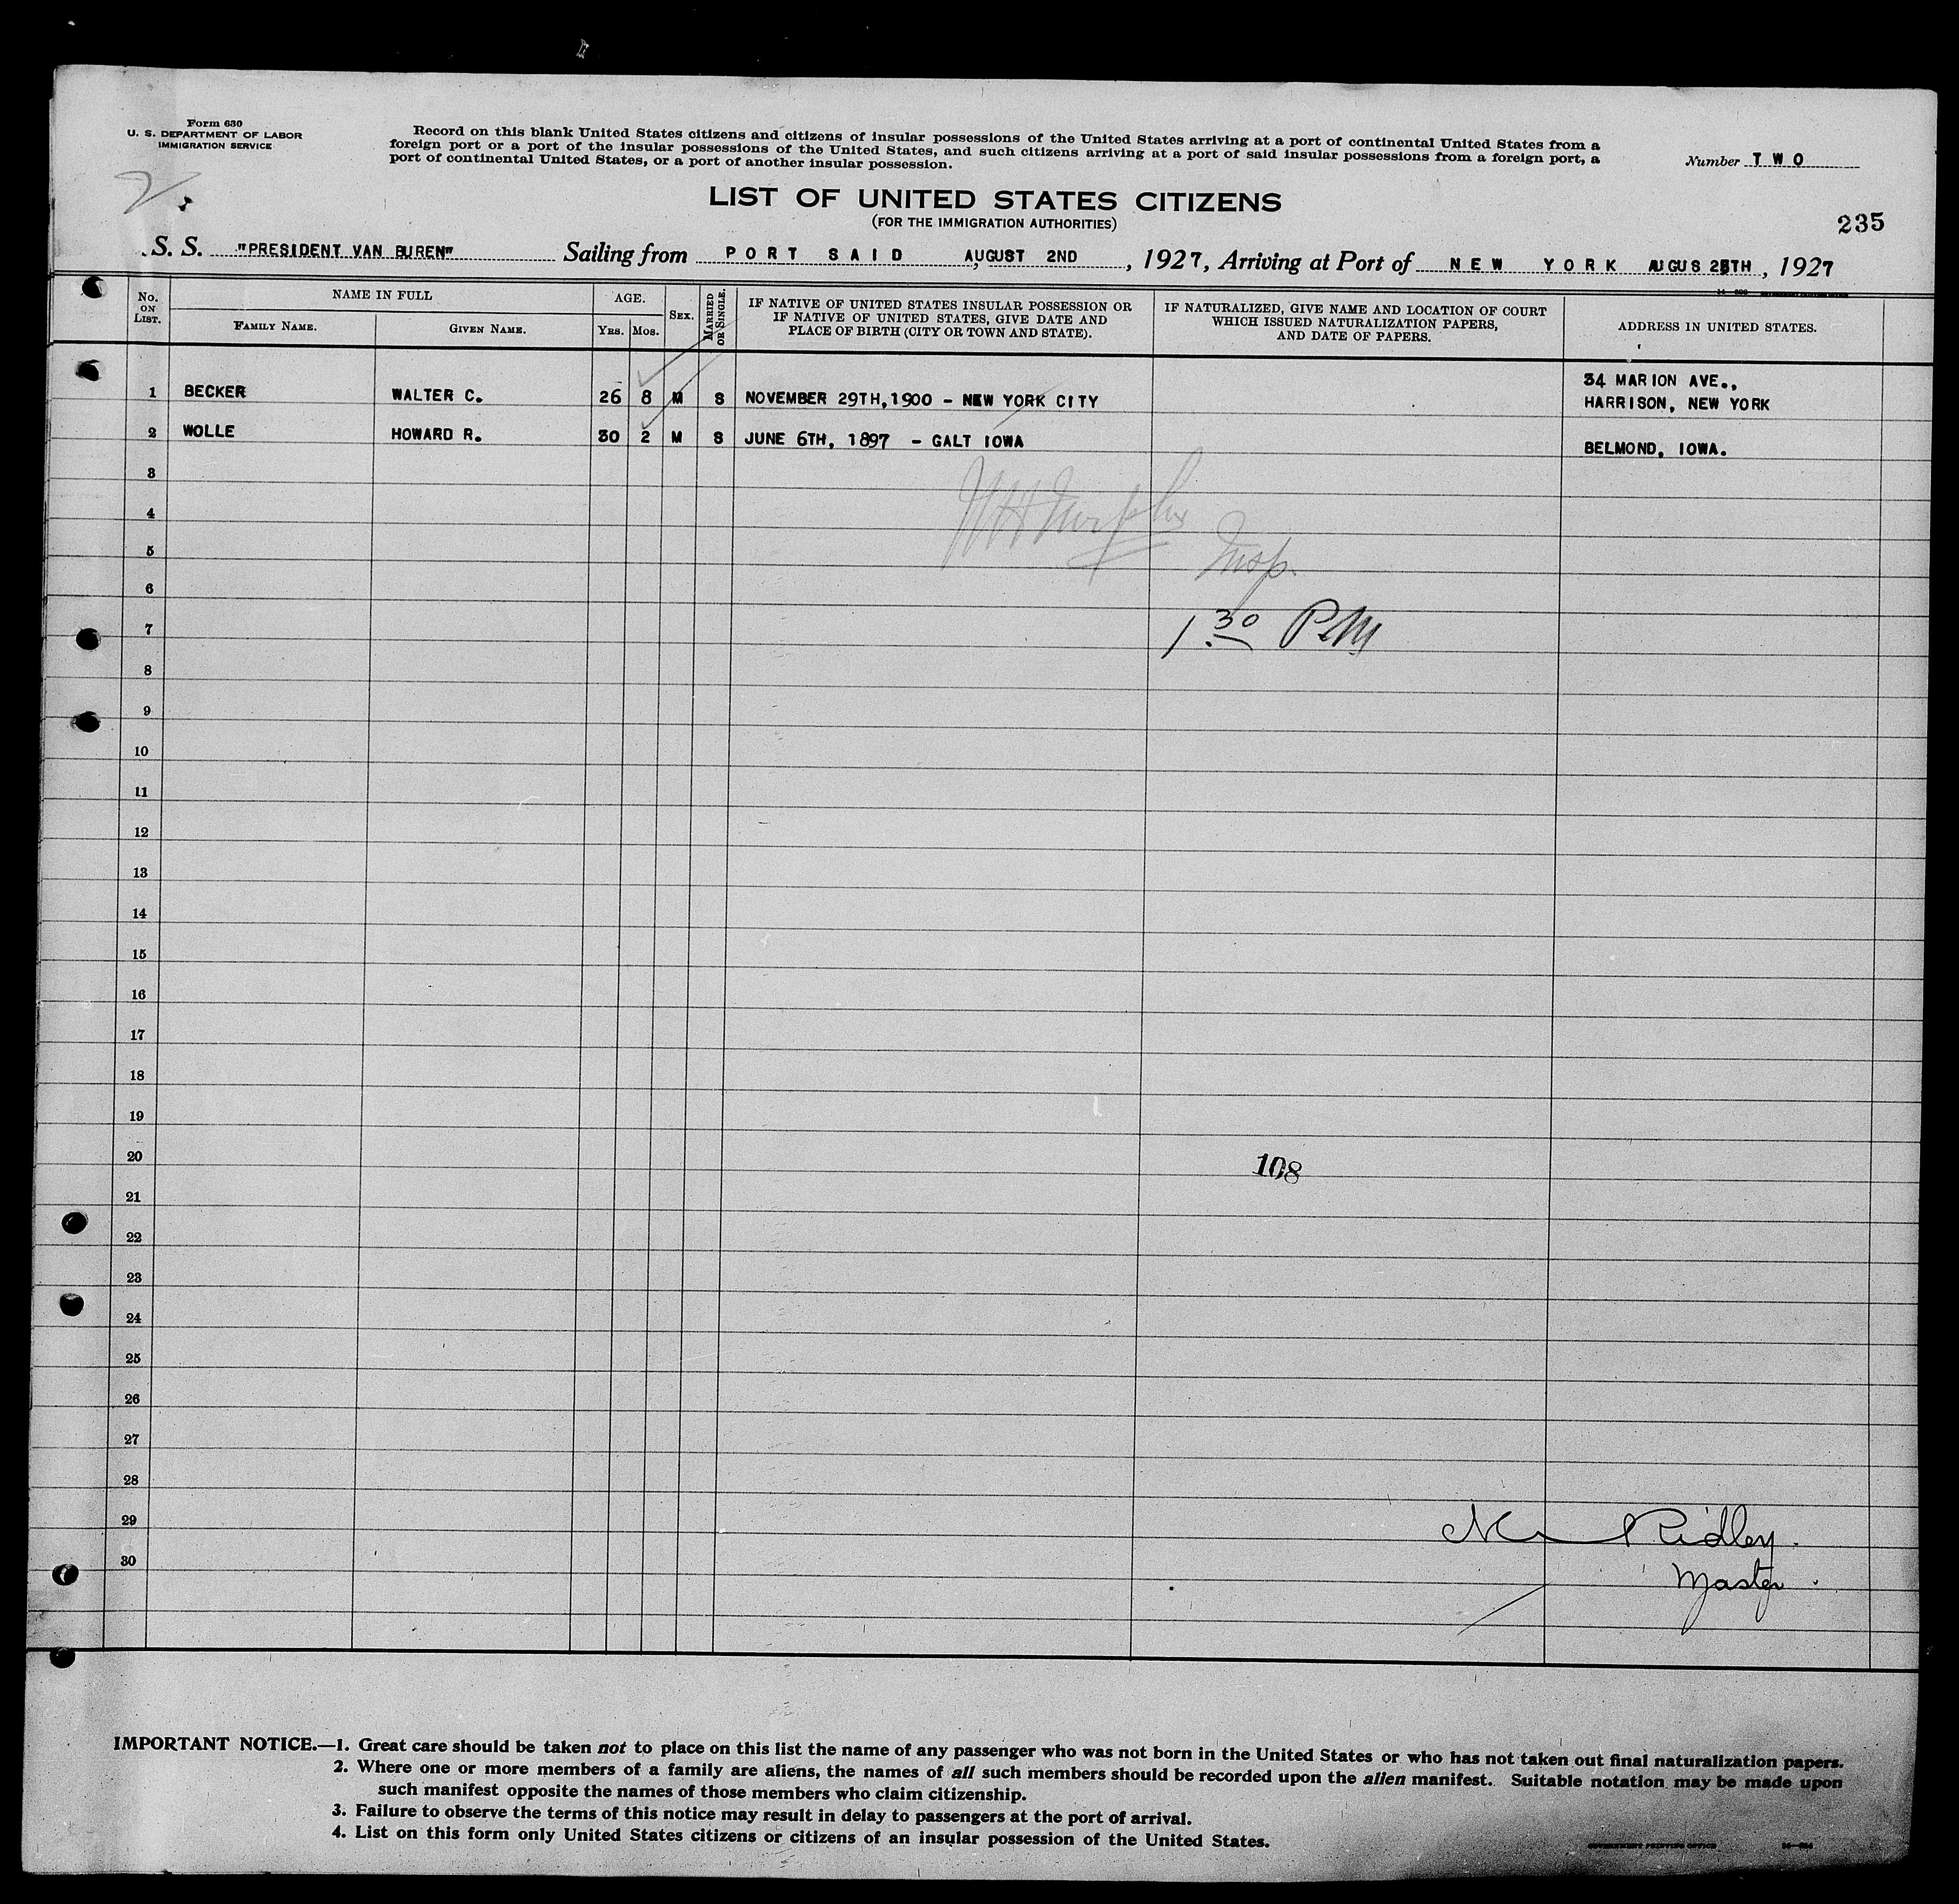 Form 630
U. S. DEPARTMENT OF LABOR
IMMIGRATION SERVICE
Record on this blank United States citizens and citizens of insular possessions of the United States arriving at a port of continental United States from a
foreign port or a port of the insular possessions of the United States, and such citizens arriving at a port of said insular possessions from a foreign port, a
port of continental United States, or a port of another insular possession.
Number TWO
LIST OF UNITED STATES CITIZENS
(FOR THE IMMIGRATION AUTHORITIES)
235
S. S. "PRESIDENT VAN BUREN" Sailing from PORT SAID AUGUST 2ND, 1927, Arriving at Port of NEW YORK, 1927
No. ON LIST.
NAME IN FULL
FAMILY NAME.
GIVEN NAME.
AGE.
YRS. MOS.
SEX.
MARRIED OR SINGLE.
IF NATIVE OF UNITED STATES INSULAR POSSESSION OR
IF NATIVE OF UNITED STATES, GIVE DATE AND
PLACE OF BIRTH (CITY OR TOWN AND STATE).
IF NATURALIZED, GIVE NAME AND LOCATION OF COURT
WHICH ISSUED NATURALIZATION PAPERS,
AND DATE OF PAPERS.
ADDRESS IN UNITED STATES.
1 BECKER WALTER C. 26 8 M S NOVEMBER 29TH, 1900 - NEW YORK CITY 34 MARION AVE.,
HARRISON, NEW YORK
2 WOLLE HOWARD R. 30 2 M S JUNE 6TH, 1897 - GALT IOWA BELMOND, IOWA.
3
4
Murphy
5
Insp.
6
7
1 30 P.M
8
9
10
11
12
13
14
15
16
17
18
19
20
108
21
22
23
24
25
26
27
28
29
Ridley.
30
Master.
IMPORTANT NOTICE.—1. Great care should be taken not to place on this list the name of any passenger who was not born in the United States or who has not taken out final naturalization papers.
2. Where one or more members of a family are aliens, the names of all such members should be recorded upon the alien manifest. Suitable notation may be made upon
such manifest opposite the names of those members who claim citizenship.
3. Failure to observe the terms of this notice may result in delay to passengers at the port of arrival.
4. List on this form only United States citizens or citizens of an insular possession of the United States.
GOVERNMENT PRINTING OFFICE